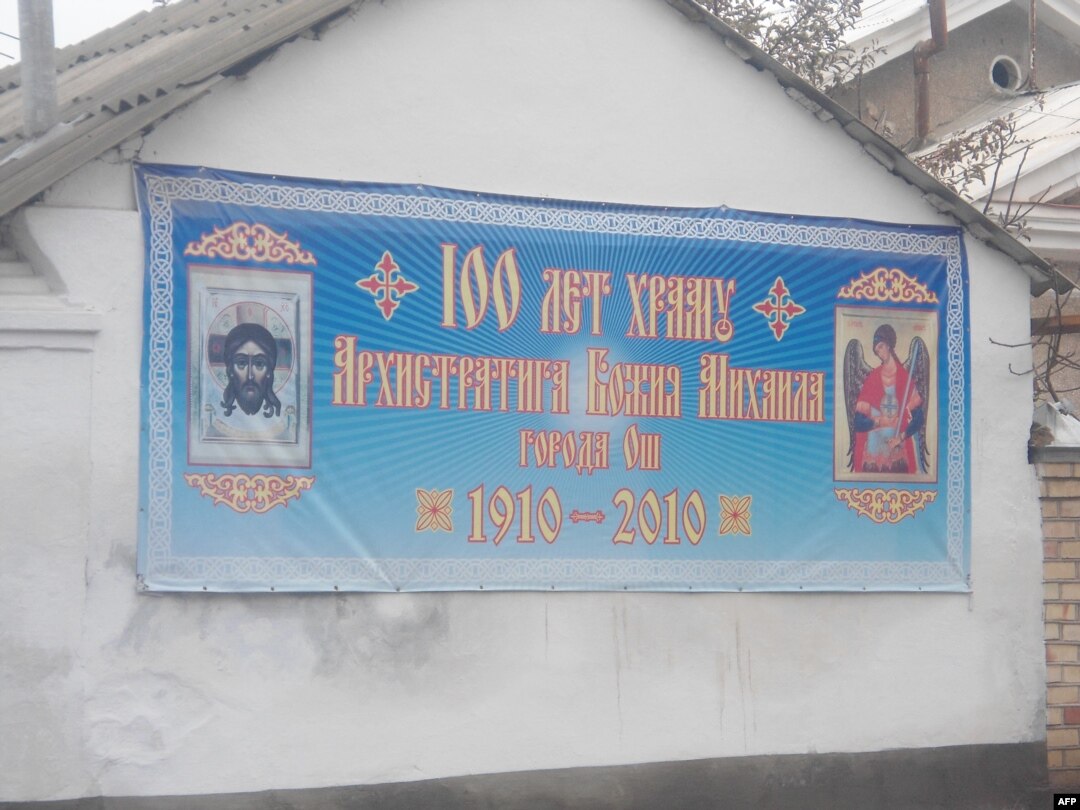 100 лет храму
Архистратига Божия Михаила
города Ош
1910-2010
AFP